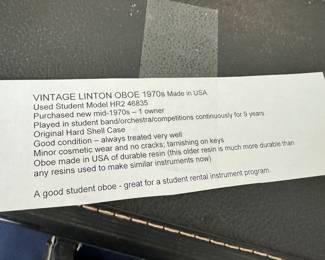 VINTAGE LINTON OBOE 1970s Made in USA
Used Student Model HR2 46835
Purchased new mid-1970s – 1 owner
Played in student band/orchestra/competitions continuously for 9 years
Original Hard Shell Case
Good condition – always treated very well
Minor cosmetic wear and no cracks; tarnishing on keys
Oboe made in USA of durable resin (this older resin is much more durable than
any resins used to make similar instruments now)
A good student oboe - great for a student rental instrument program.